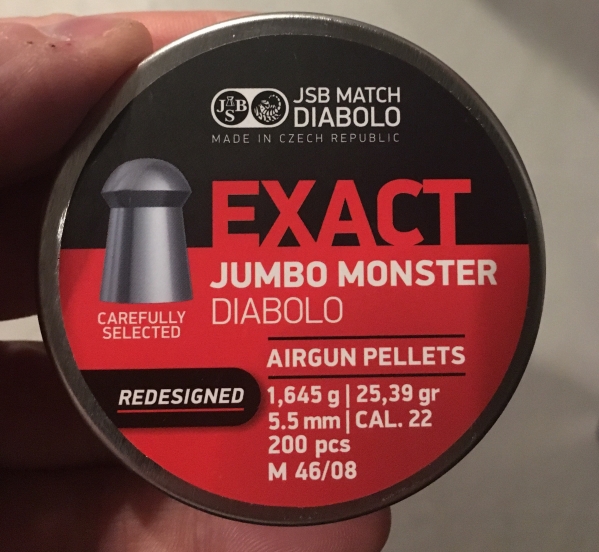 JSB
JSB MATCH
DIABOLO
MADE IN CZECH REPUBLIC
EXACT
JUMBO MONSTER
DIABOLO
CAREFULLY
SELECTED
AIRGUN PELLETS
REDESIGNED
1,645 g | 25,39 gr
5.5 mm | CAL. 22
200 pcs
M 46/08